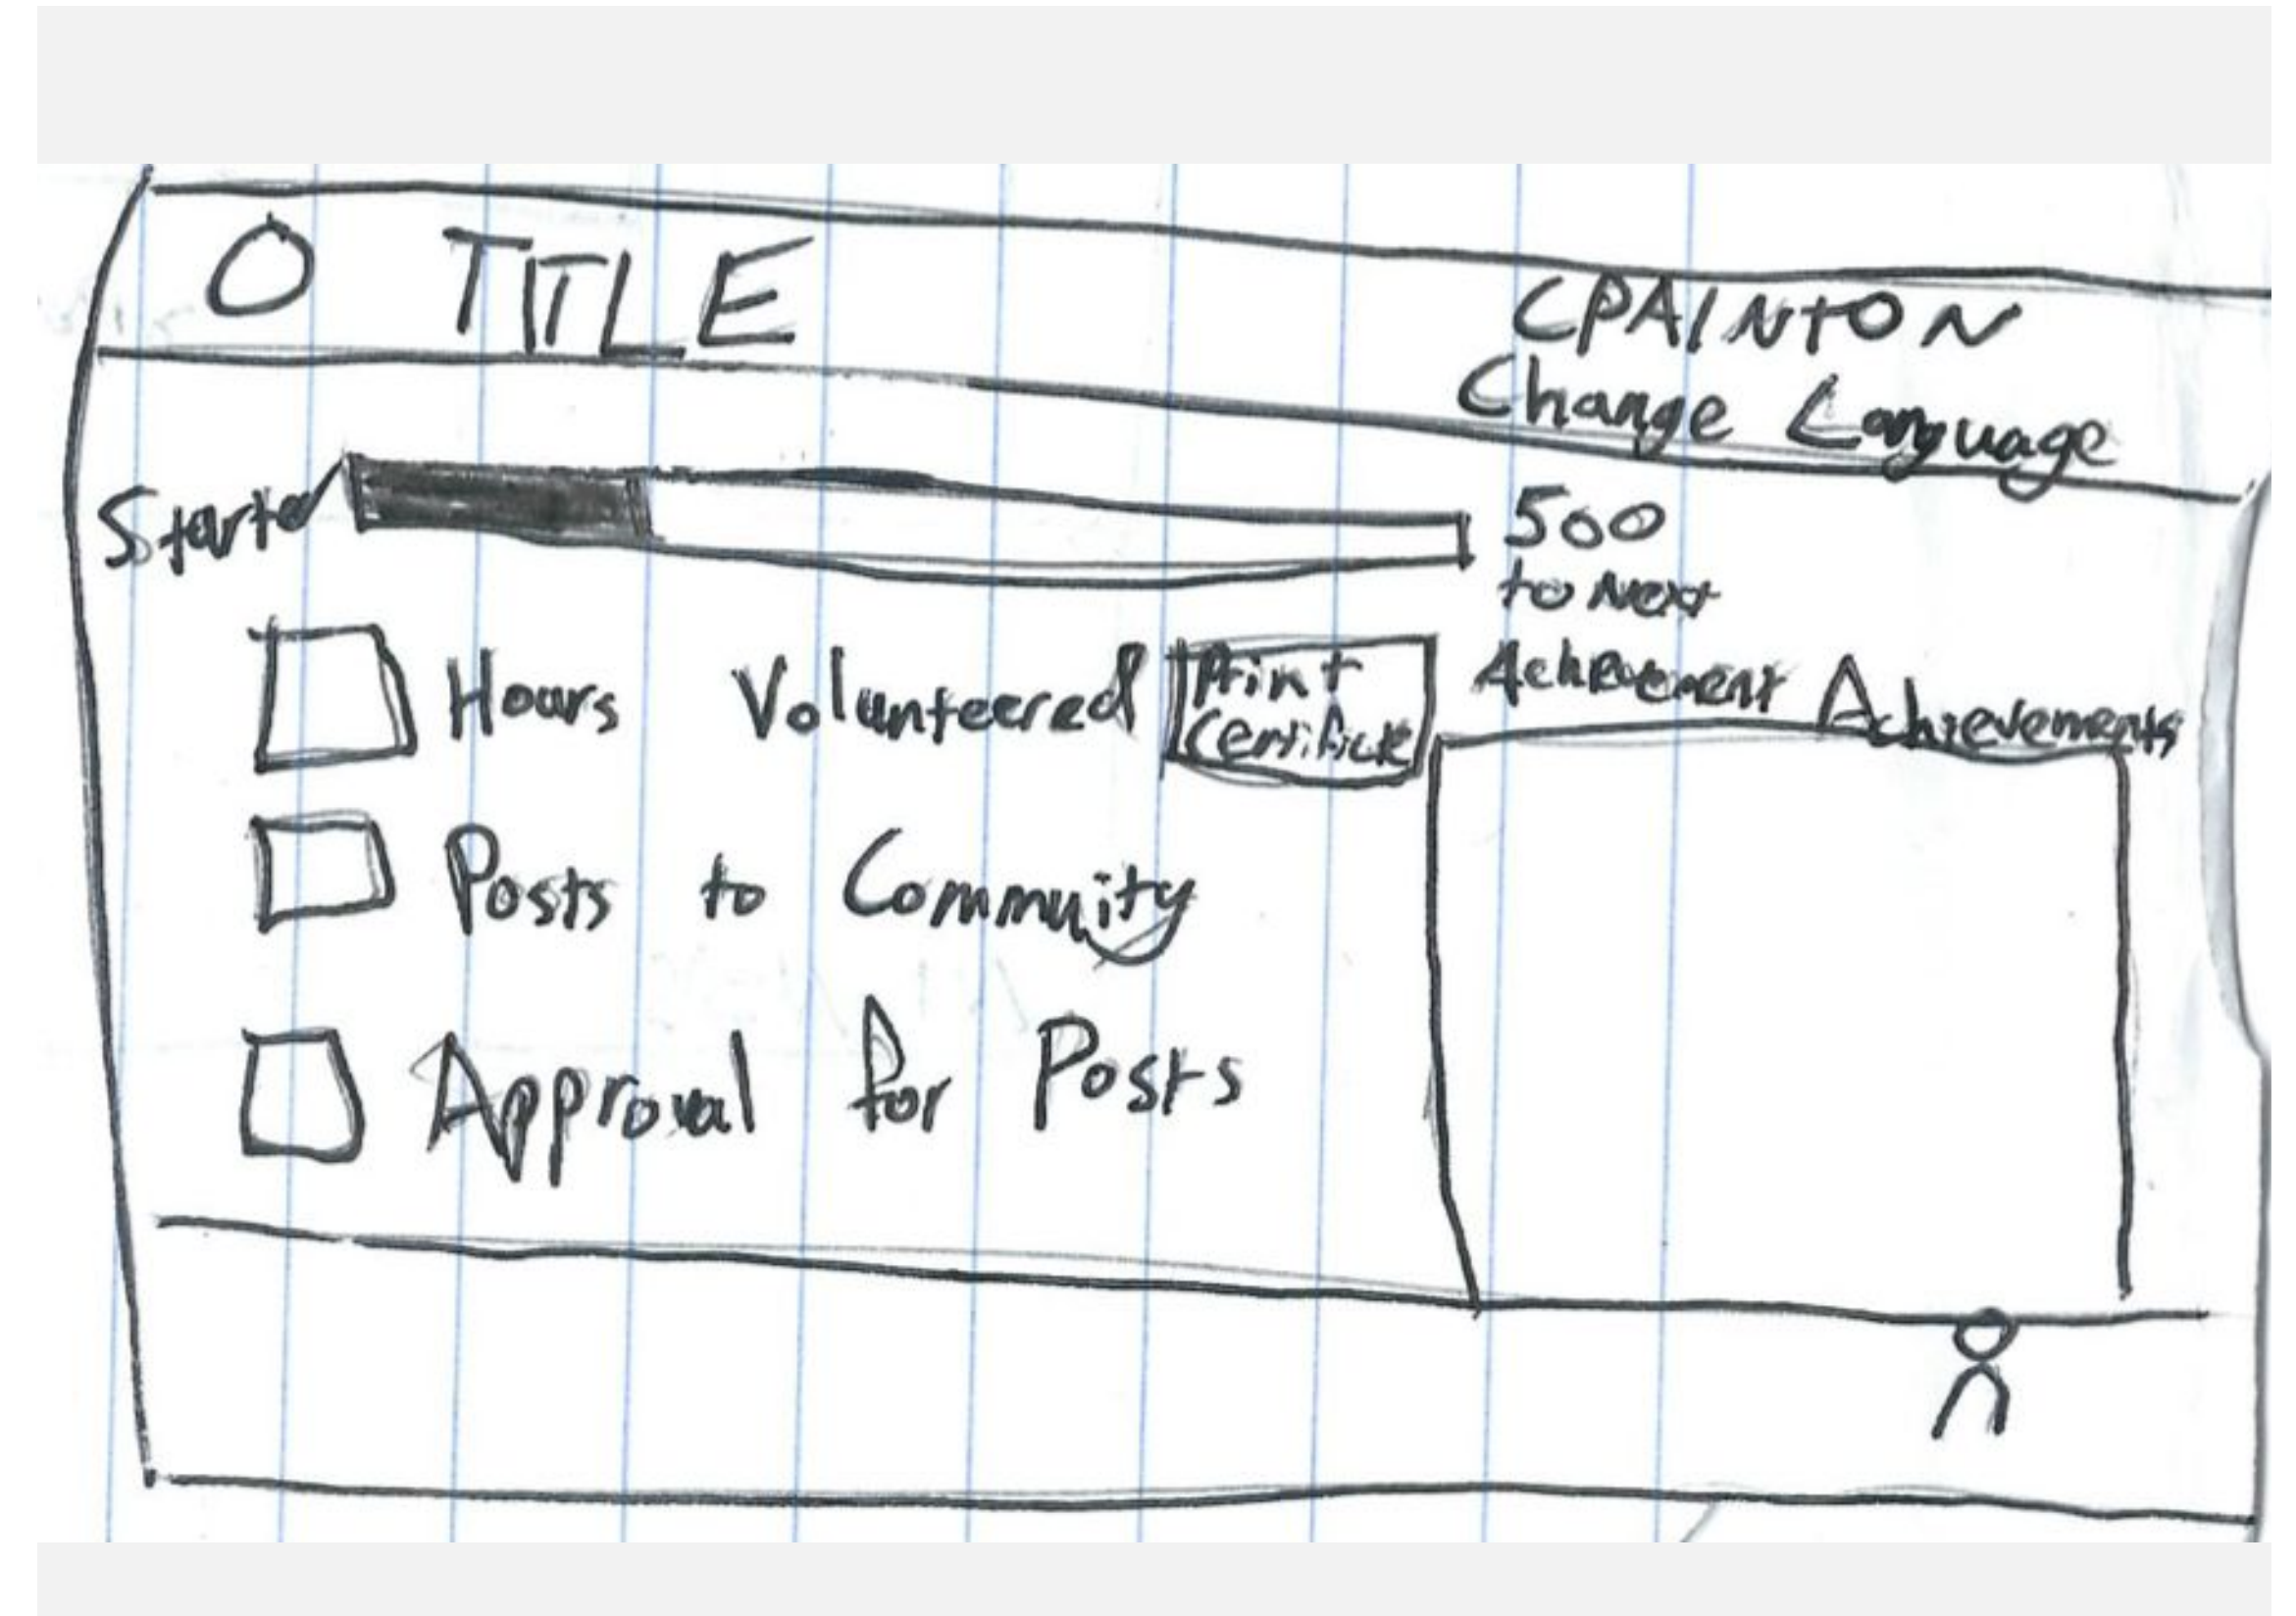 O TITLE
CPAINTON
Change Language
Starter
500
to Next
Achievement
Hours Volunteered
Print
Certificate
Achievements
Posts to Community
Approval for Posts